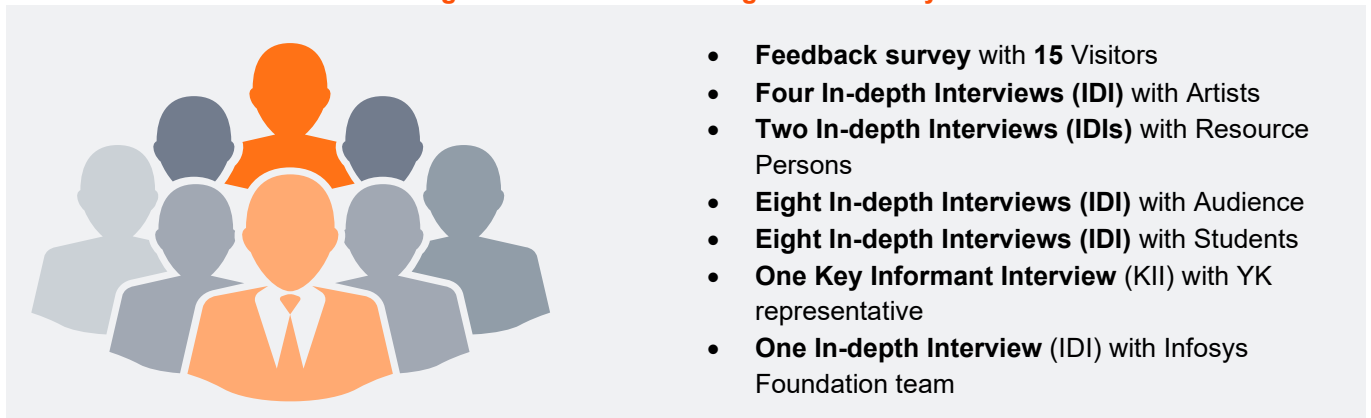 • Feedback survey with 15 Visitors
• Four In-depth Interviews (IDI) with Artists
• Two In-depth Interviews (IDIs) with Resource
Persons
• Eight In-depth Interviews (IDI) with Audience
• Eight In-depth Interviews (IDI) with Students
• One Key Informant Interview (KII) with YK
representative
• One In-depth Interview (IDI) with Infosys
Foundation team